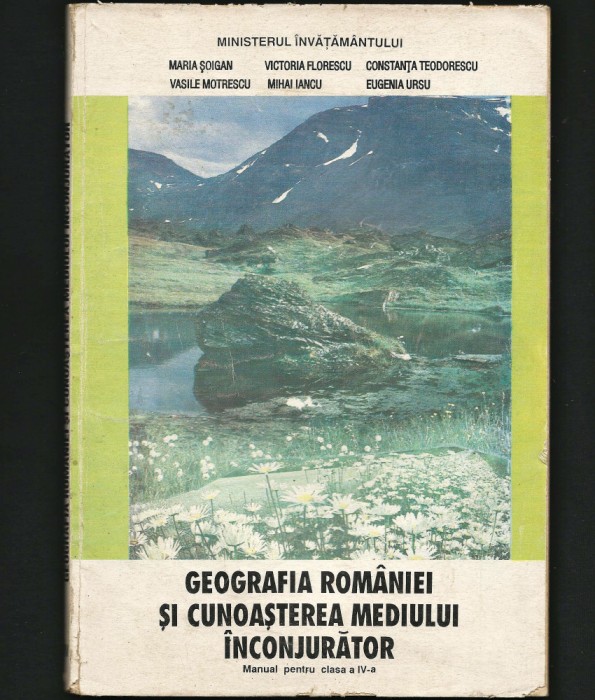 MINISTERUL ÎNVĂȚĂMÂNTULUI
MARIA ȘOIGAN VICTORIA FLORESCU CONSTANȚA TEODORESCU
VASILE MOTRESCU MIHAI IANCU EUGENIA URSU
GEOGRAFIA ROMÂNIEI
ȘI CUNOAȘTEREA MEDIULUI
ÎNCONJURĂTOR
Manual pentru clasa a IV-a